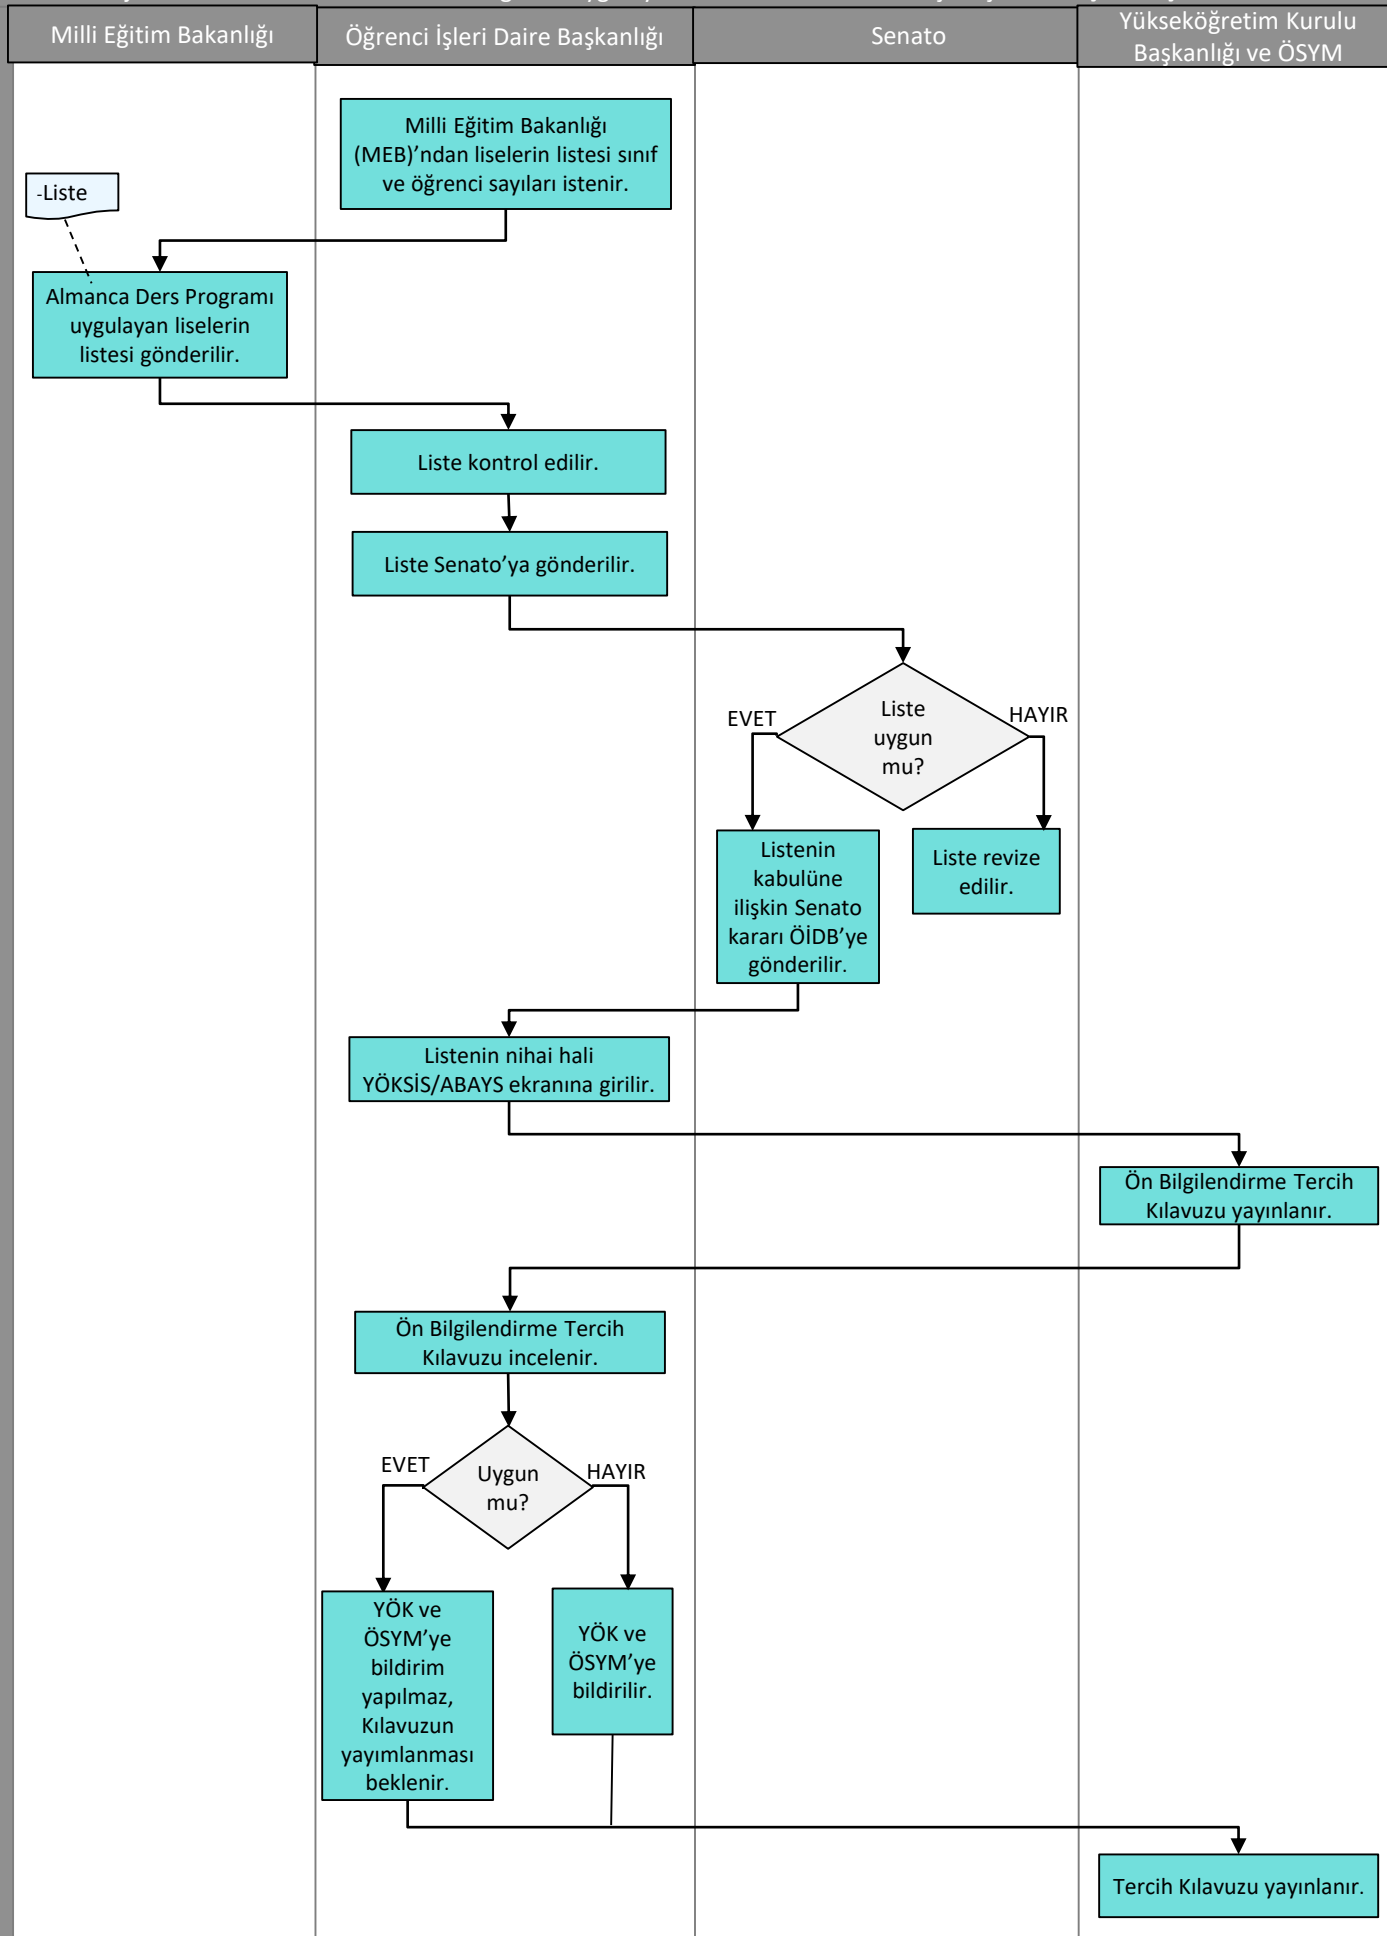 Milli Eğitim Bakanlığı
Öğrenci İşleri Daire Başkanlığı
Senato
Yükseköğretim Kurulu
Başkanlığı ve ÖSYM
Milli Eğitim Bakanlığı
(MEB)’ndan liselerin listesi sınıf
ve öğrenci sayıları istenir.
-Liste
Almanca Ders Programı
uygulayan liselerin
listesi gönderilir.
Liste kontrol edilir.
Liste Senato’ya gönderilir.
Liste
uygun
mu?
EVET
HAYIR
Listenin
kabulüne
ilişkin Senato
kararı ÖİDB’ye
gönderilir.
Liste revize
edilir.
Listenin nihai hali
YÖKSİS/ABAYS ekranına girilir.
Ön Bilgilendirme Tercih
Kılavuzu yayınlanır.
Ön Bilgilendirme Tercih
Kılavuzu incelenir.
EVET
Uygun
mu?
HAYIR
YÖK ve
ÖSYM’ye
bildirim
yapılmaz,
Kılavuzun
yayımlanması
beklenir.
YÖK ve
ÖSYM’ye
bildirilir.
Tercih Kılavuzu yayınlanır.